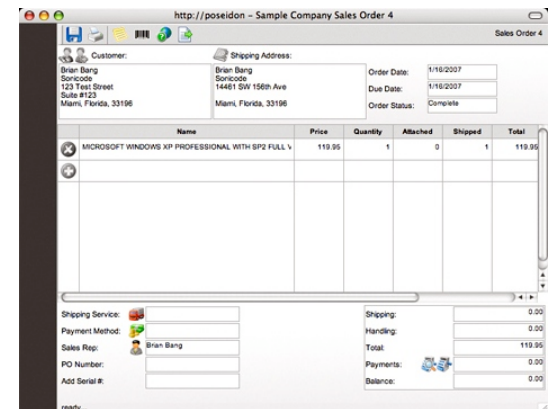 http://poseidon – Sample Company Sales Order 4
Sales Order 4
Customer:
Brian Bang
Sonicode
123 Test Street
Suite #123
Miami, Florida, 33196
Shipping Address:
Brian Bang
Sonicode
14461 SW 156th Ave
Miami, Florida, 33196
Order Date: 1/16/2007
Due Date: 1/16/2007
Order Status: Complete
Name Price Quantity Attached Shipped Total
MICROSOFT WINDOWS XP PROFESSIONAL WITH SP2 FULL V 119.95 1 0 1 119.95
Shipping Service:
Payment Method:
Sales Rep: Brian Bang
PO Number:
Add Serial #:
Shipping: 0.00
Handling: 0.00
Total: 119.95
Payments: 0.00
Balance: 0.00
ready